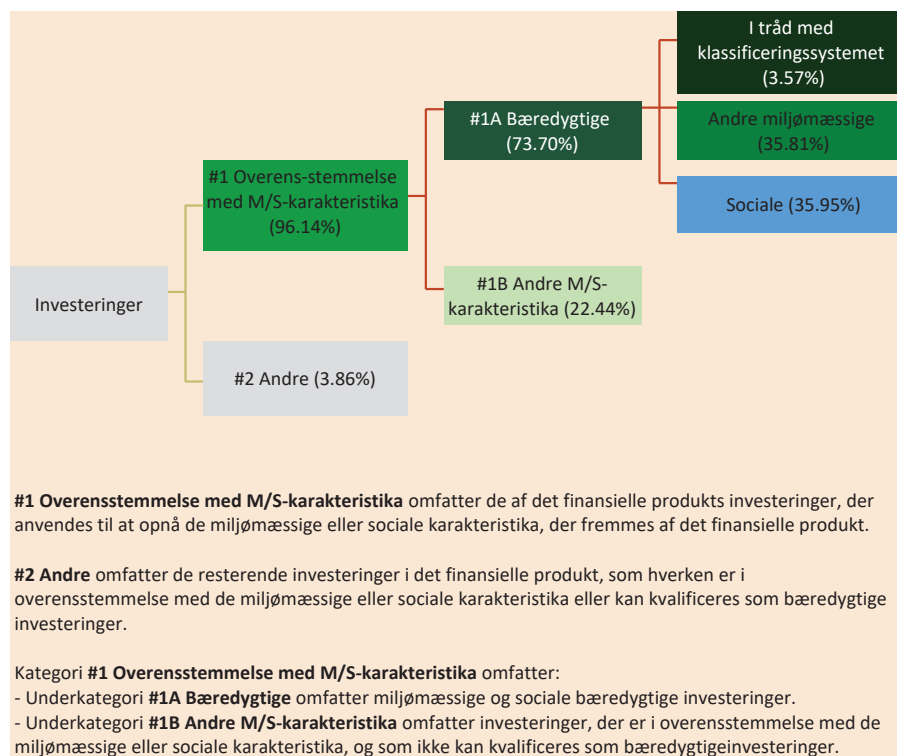 I tråd med
klassificeringssystemet
(3.57%)
#1A Bæredygtige
(73.70%)
Andre miljømæssige
(35.81%)
#1 Overens-stemmelse
med M/S-karakteristika
(96.14%)
Sociale (35.95%)
Investeringer
#1B Andre M/S-
karakteristika (22.44%)
#2 Andre (3.86%)
#1 Overensstemmelse med M/S-karakteristika omfatter de af det finansielle produkts investeringer, der
anvendes til at opnå de miljømæssige eller sociale karakteristika, der fremmes af det finansielle produkt.
#2 Andre omfatter de resterende investeringer i det finansielle produkt, som hverken er i
overensstemmelse med de miljømæssige eller sociale karakteristika eller kan kvalificeres som bæredygtige
investeringer.
Kategori #1 Overensstemmelse med M/S-karakteristika omfatter:
- Underkategori #1A Bæredygtige omfatter miljømæssige og sociale bæredygtige investeringer.
- Underkategori #1B Andre M/S-karakteristika omfatter investeringer, der er i overensstemmelse med de
miljømæssige eller sociale karakteristika, og som ikke kan kvalificeres som bæredygtigeinvesteringer.